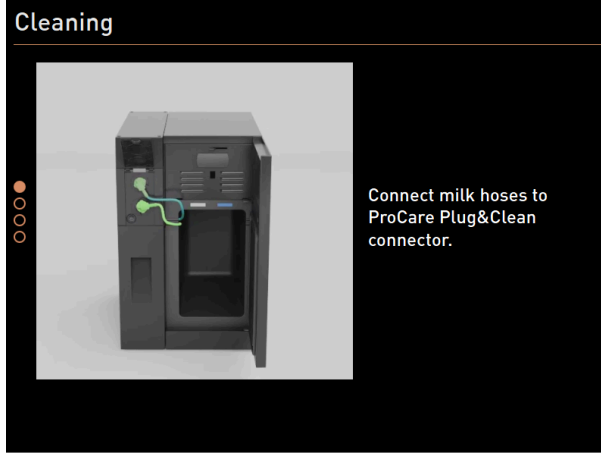 Cleaning
Connect milk hoses to
ProCare Plug&Clean
connector.